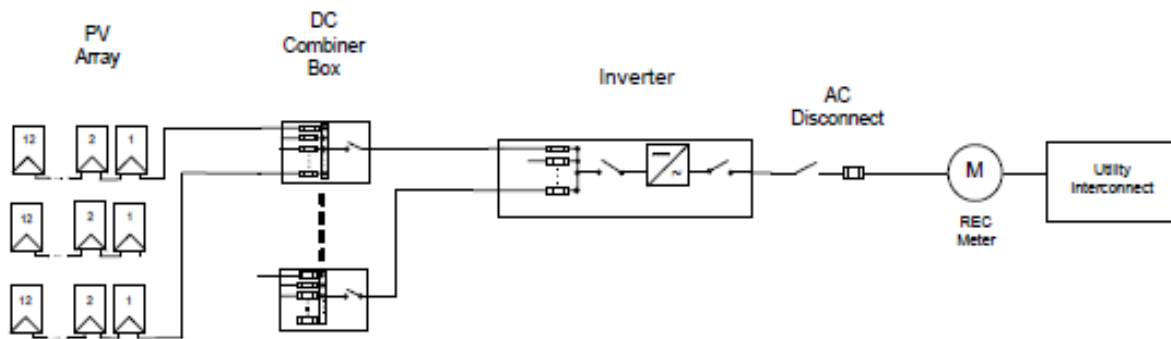 PV
Array
DC
Combiner
Box
Inverter
AC
Disconnect
12 2 1
12 2 1
12 2 1
~
M
REC
Meter
Utility
Interconnect